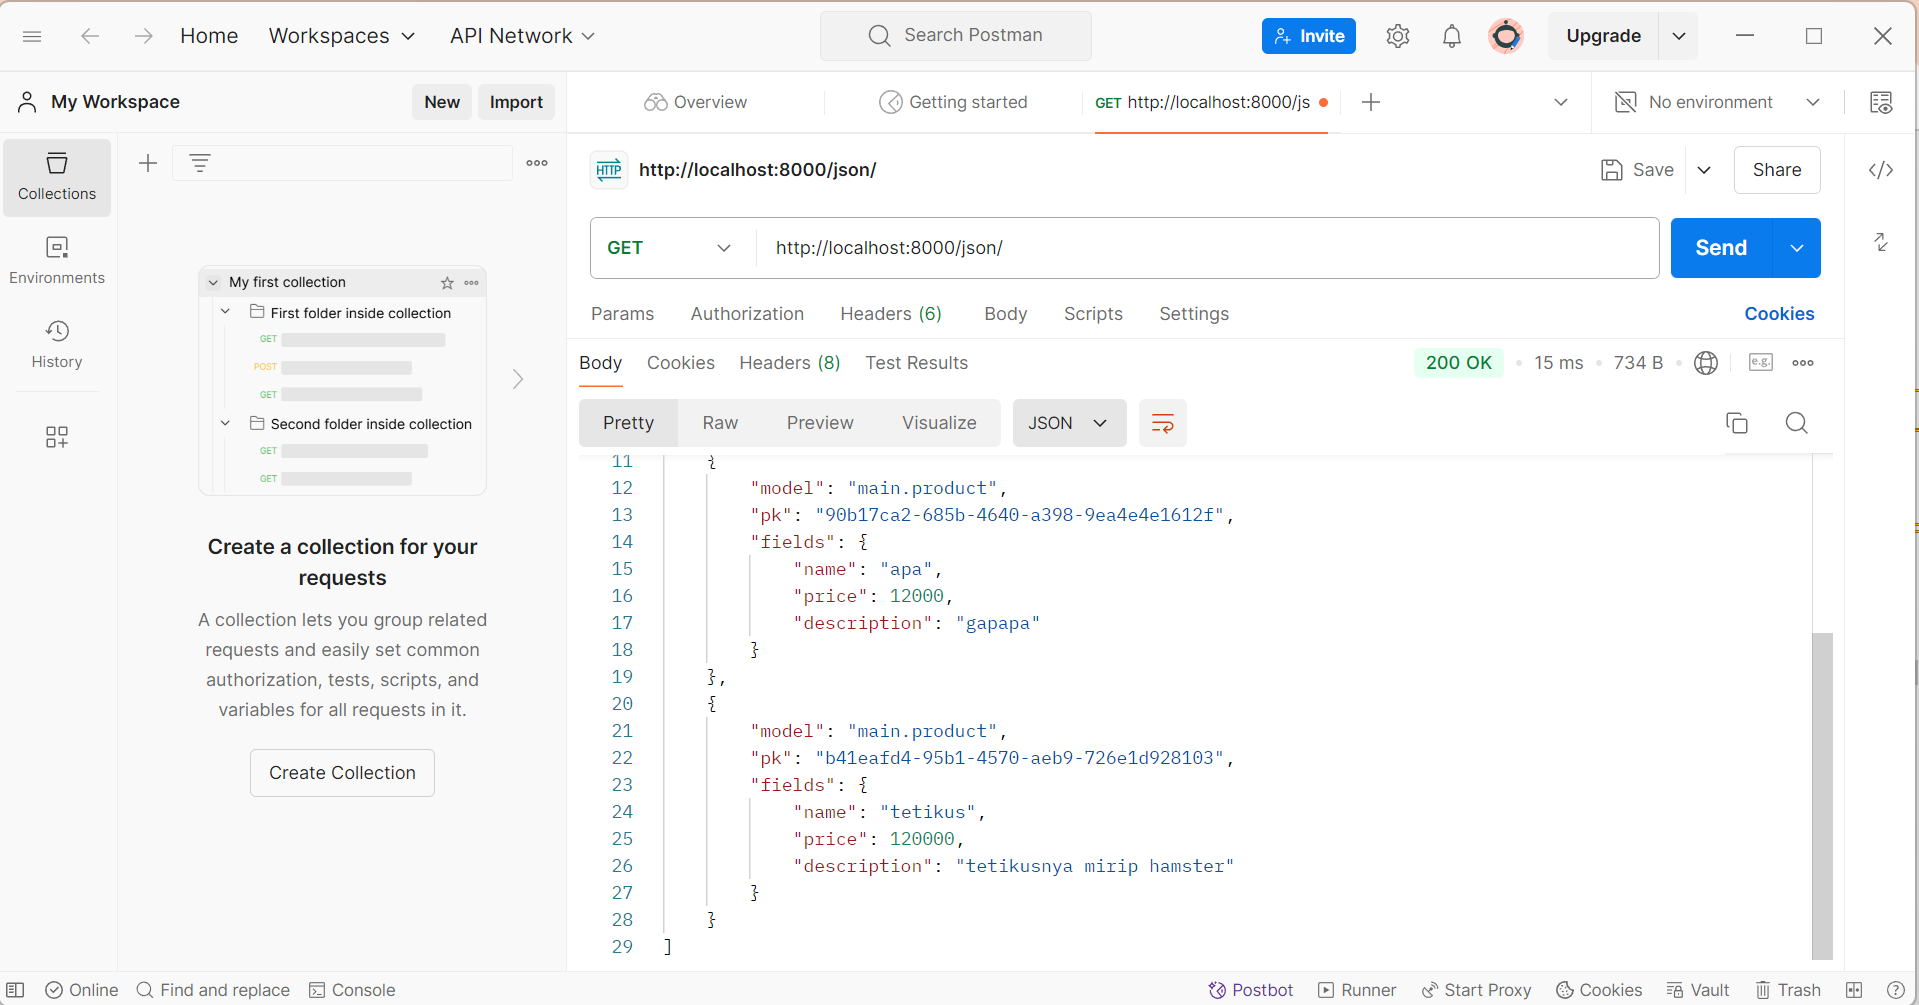 Home Workspaces API Network Search Postman Invite Upgrade
My Workspace New Import Overview Getting started GET http://localhost:8000/js No environment
Collections
Environments
History
My first collection
First folder inside collection
GET
POST
GET
Second folder inside collection
GET
GET
Create a collection for your
requests
A collection lets you group related
requests and easily set common
authorization, tests, scripts, and
variables for all requests in it.
Create Collection
HTTP http://localhost:8000/json/ Save Share
GET http://localhost:8000/json/ Send
Params Authorization Headers (6) Body Scripts Settings Cookies
Body Cookies Headers (8) Test Results 200 OK 15 ms 734 B e.g.
Pretty Raw Preview Visualize JSON
11 {
12 "model": "main.product",
13 "pk": "90b17ca2-685b-4640-a398-9ea4e4e1612f",
14 "fields": {
15 "name": "apa",
16 "price": 12000,
17 "description": "gapapa"
18 }
19 },
20 {
21 "model": "main.product",
22 "pk": "b41eafd4-95b1-4570-aeb9-726e1d928103",
23 "fields": {
24 "name": "tetikus",
25 "price": 120000,
26 "description": "tetikusnya mirip hamster"
27 }
28 }
29 ]
Online Find and replace Console Postbot Runner Start Proxy Cookies Vault Trash